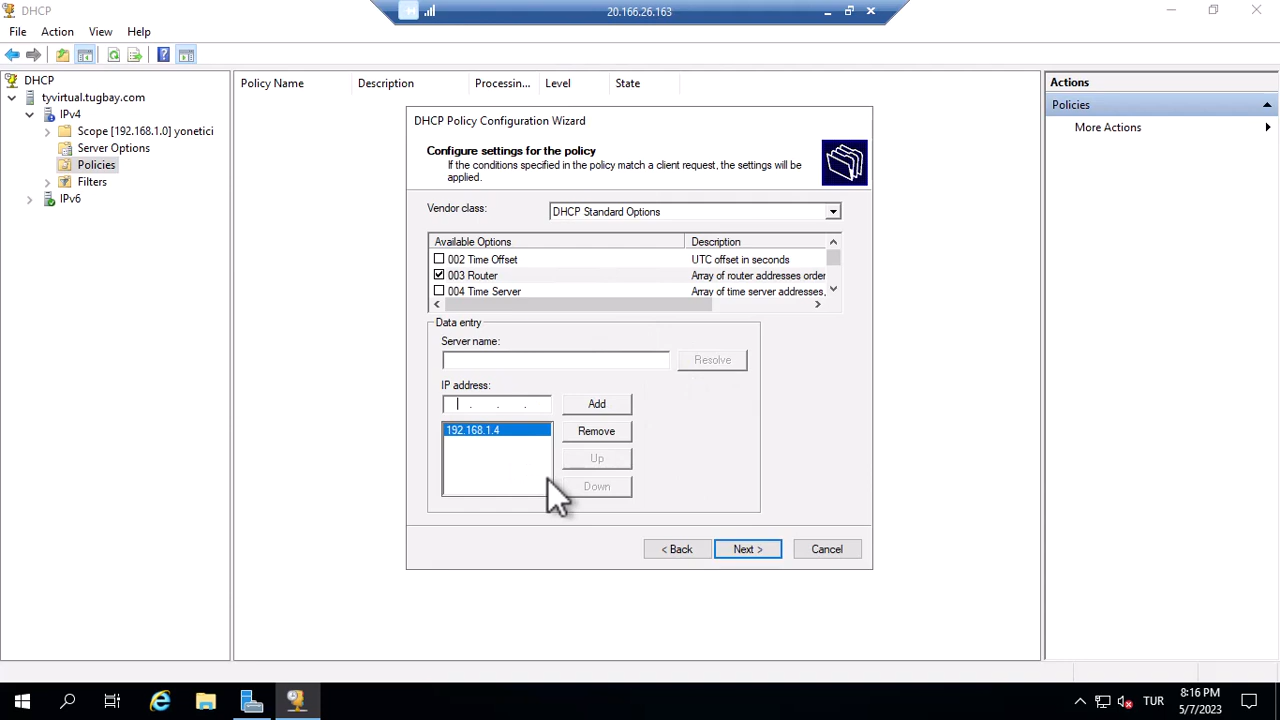 DHCP
20.166.26.163
File Action View Help
DHCP
tyvirtual.tugbay.com
IPv4
Scope [192.168.1.0] yonetici
Server Options
Policies
Filters
IPv6
Policy Name Description Processin... Level State
DHCP Policy Configuration Wizard
Configure settings for the policy
If the conditions specified in the policy match a client request, the settings will be
applied.
Vendor class: DHCP Standard Options
Available Options Description
002 Time Offset UTC offset in seconds
003 Router Array of router addresses order
004 Time Server Array of time server addresses,
Data entry
Server name:
Resolve
IP address:
. . . Add
192.168.1.4 Remove
Up
Down
< Back Next > Cancel
Actions
Policies
More Actions
TUR
8:16 PM
5/7/2023